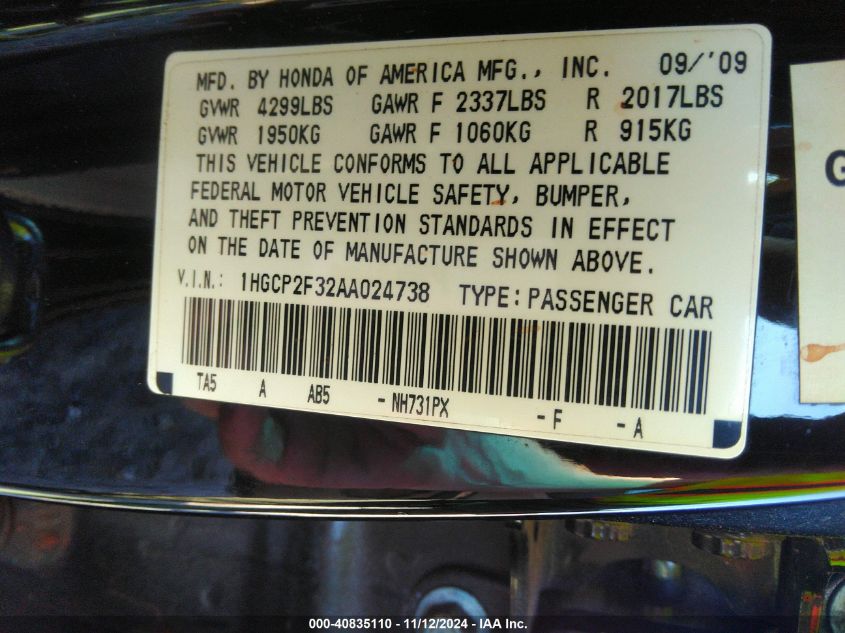 MFD. BY HONDA OF AMERICA MFG., INC. 09/'09
GVWR 4299LBS GAWR F 2337LBS R 2017LBS
GVWR 1950KG GAWR F 1060KG R 915KG
THIS VEHICLE CONFORMS TO ALL APPLICABLE
FEDERAL MOTOR VEHICLE SAFETY, BUMPER,
AND THEFT PREVENTION STANDARDS IN EFFECT
ON THE DATE OF MANUFACTURE SHOWN ABOVE.
V.I.N.: 1HGCP2F32AA024738 TYPE: PASSENGER CAR
TA5 A AB5 - NH731PX - F - A
G
000-40835110 - 11/12/2024 - IAA Inc.